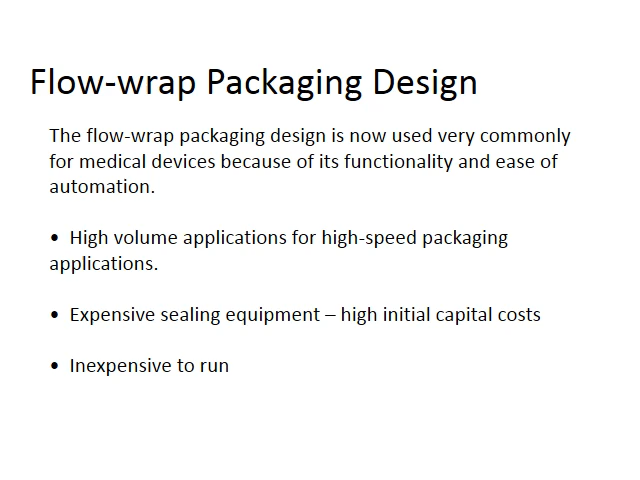 Flow-wrap Packaging Design
The flow-wrap packaging design is now used very commonly
for medical devices because of its functionality and ease of
automation.
• High volume applications for high-speed packaging
applications.
• Expensive sealing equipment – high initial capital costs
• Inexpensive to run